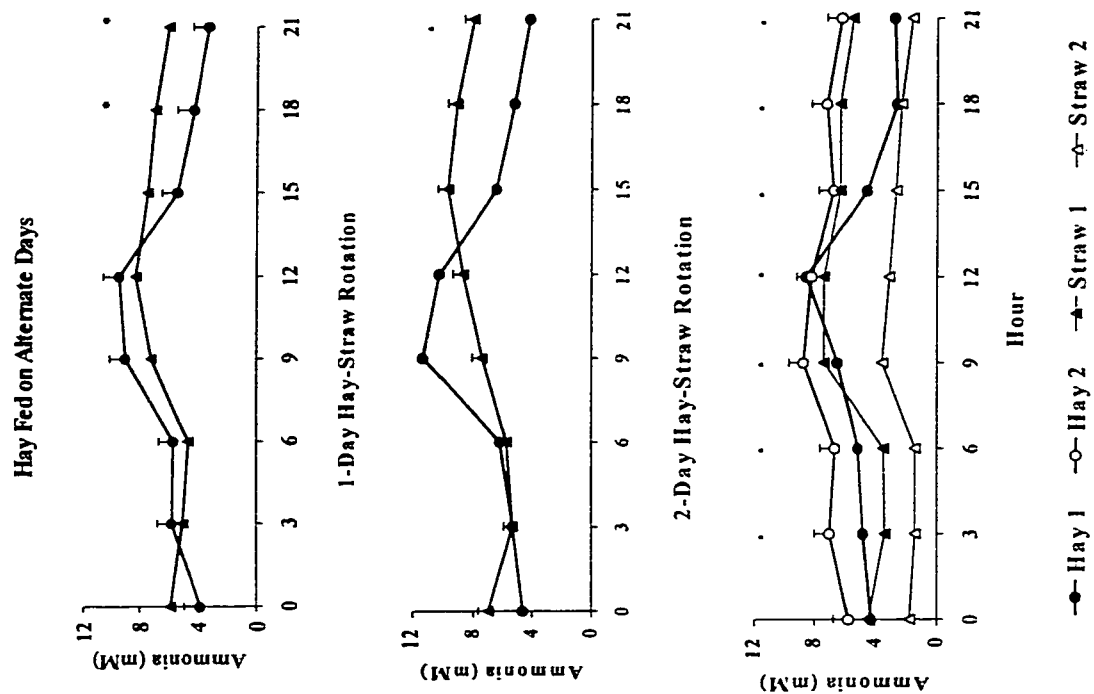 Hay Fed on Alternate Days
Ammonia (mM)
12
8
4
0
0 3 6 9 12 15 18 21
1-Day Hay-Straw Rotation
Ammonia (mM)
12
8
4
0
0 3 6 9 12 15 18 21
2-Day Hay-Straw Rotation
Ammonia (mM)
12
8
4
0
0 3 6 9 12 15 18 21
Hour
Hay 1 Hay 2 Straw 1 Straw 2